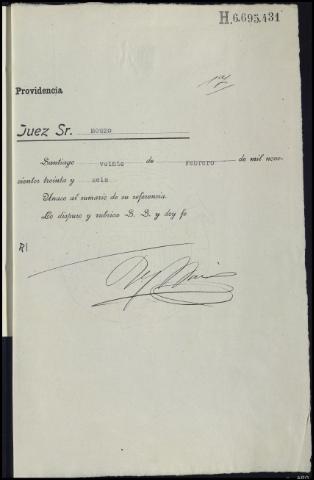 H.6.695.431
Providencia
Juez Sr. Mouzo
Santiago veinte de Febrero de mil nove-
cientos treinta y seis
Unase al sumario de su referencia.
Lo dispuso y rubrica S. S. y doy fe